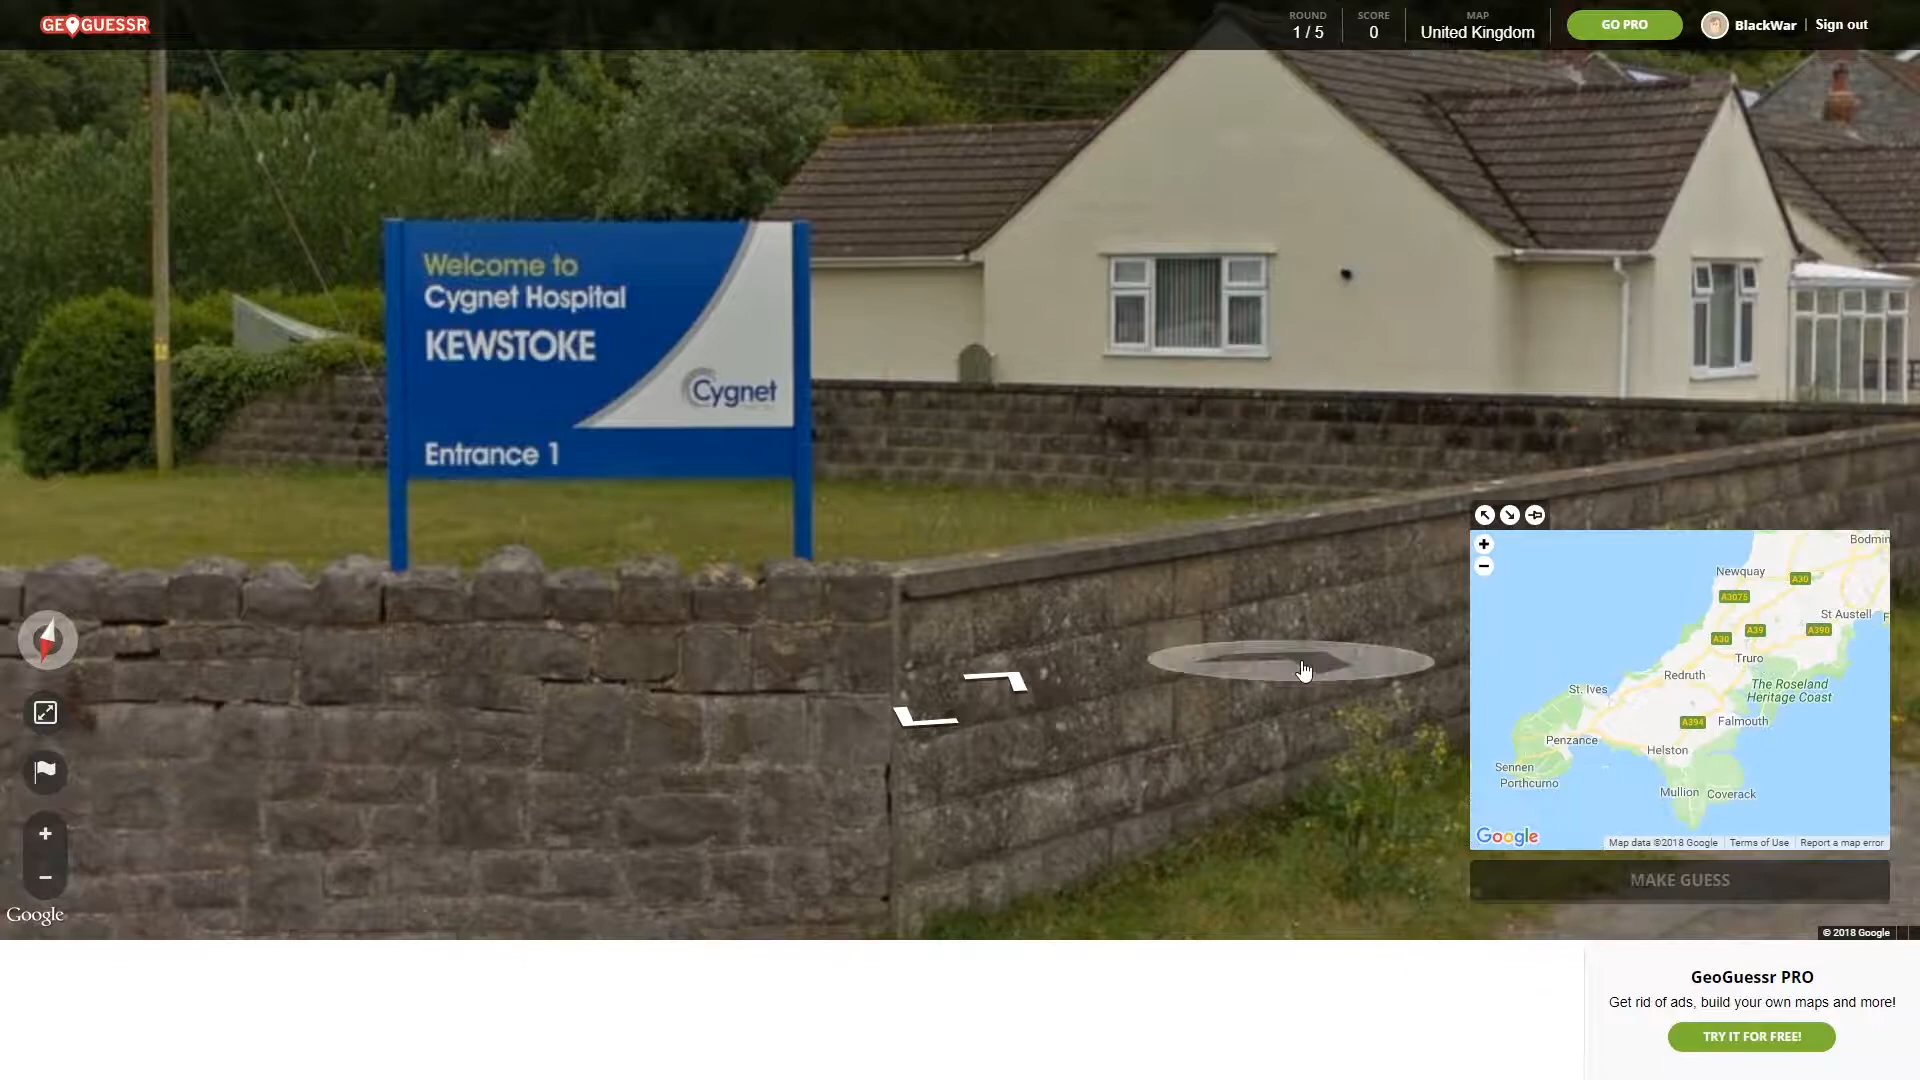 GEOGUESSR
ROUND
1 / 5
SCORE
0
MAP
United Kingdom
GO PRO
BlackWar
Sign out
Welcome to
Cygnet Hospital
KEWSTOKE
Cygnet
Entrance 1
Bodmin
Newquay
A30
A3075
St Austell
A30
A39
A390
Truro
Redruth
The Roseland
Heritage Coast
St. Ives
A394
Falmouth
Penzance
Helston
Sennen
Porthcurno
Mullion
Coverack
Google
Map data ©2018 Google
Terms of Use
Report a map error
MAKE GUESS
Google
© 2018 Google
GeoGuessr PRO
Get rid of ads, build your own maps and more!
TRY IT FOR FREE!